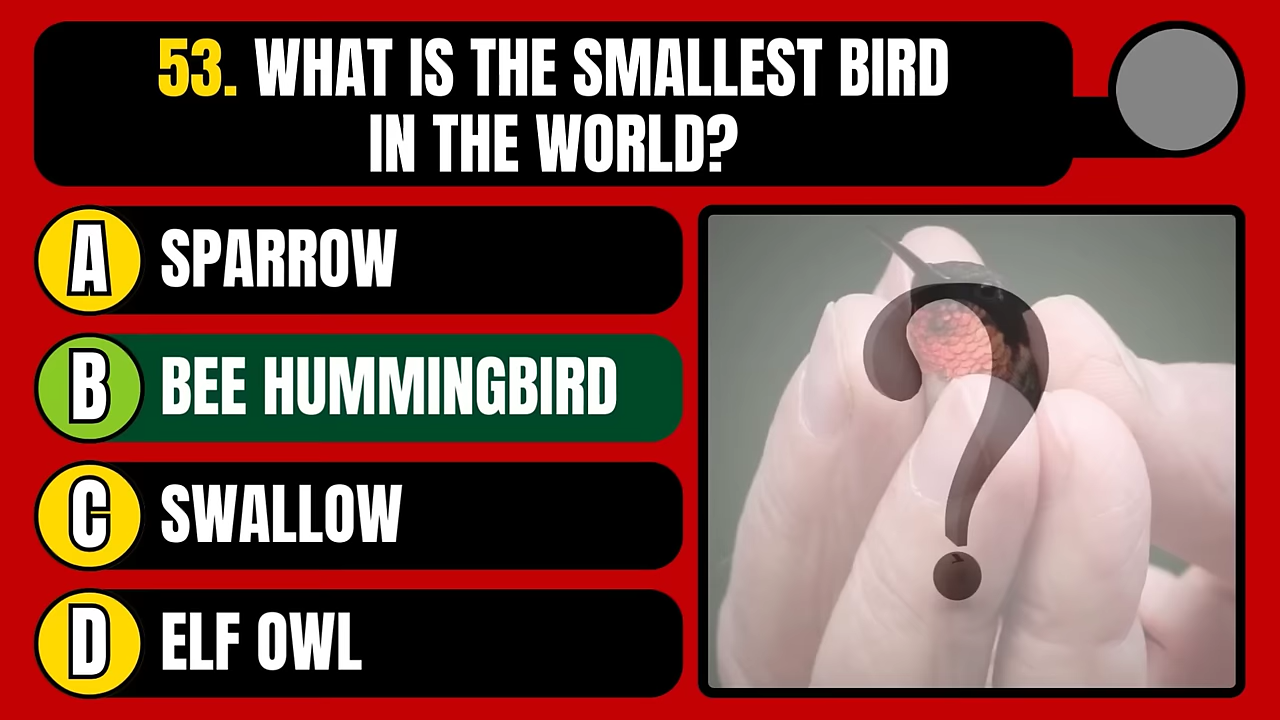 53. WHAT IS THE SMALLEST BIRD
IN THE WORLD?
A SPARROW
B BEE HUMMINGBIRD
C SWALLOW
D ELF OWL
?